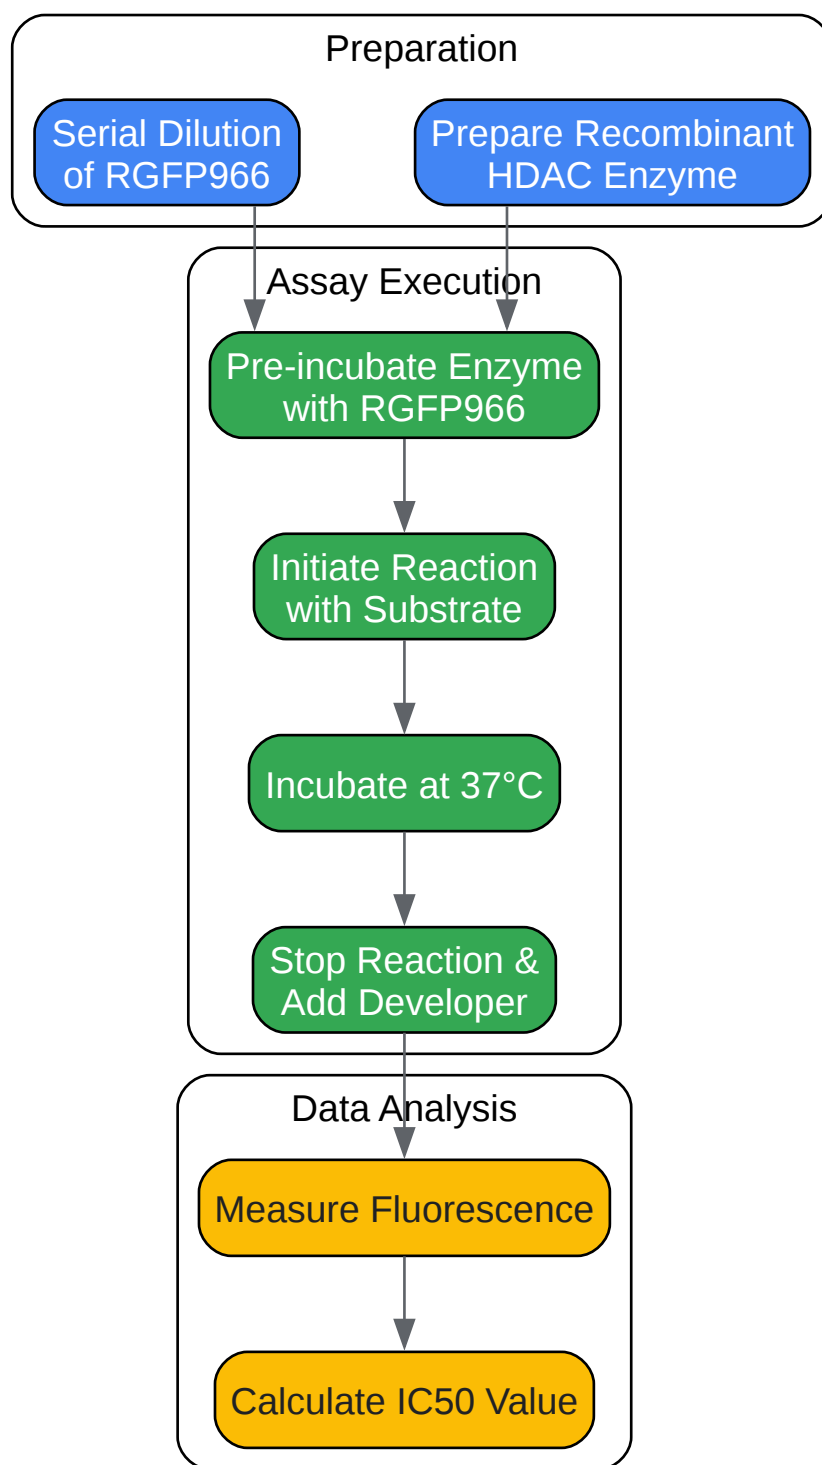 Preparation
Serial Dilution
of RGFP966
Prepare Recombinant
HDAC Enzyme
Assay Execution
Pre-incubate Enzyme
with RGFP966
Initiate Reaction
with Substrate
Incubate at 37°C
Stop Reaction &
Add Developer
Data Analysis
Measure Fluorescence
Calculate IC50 Value